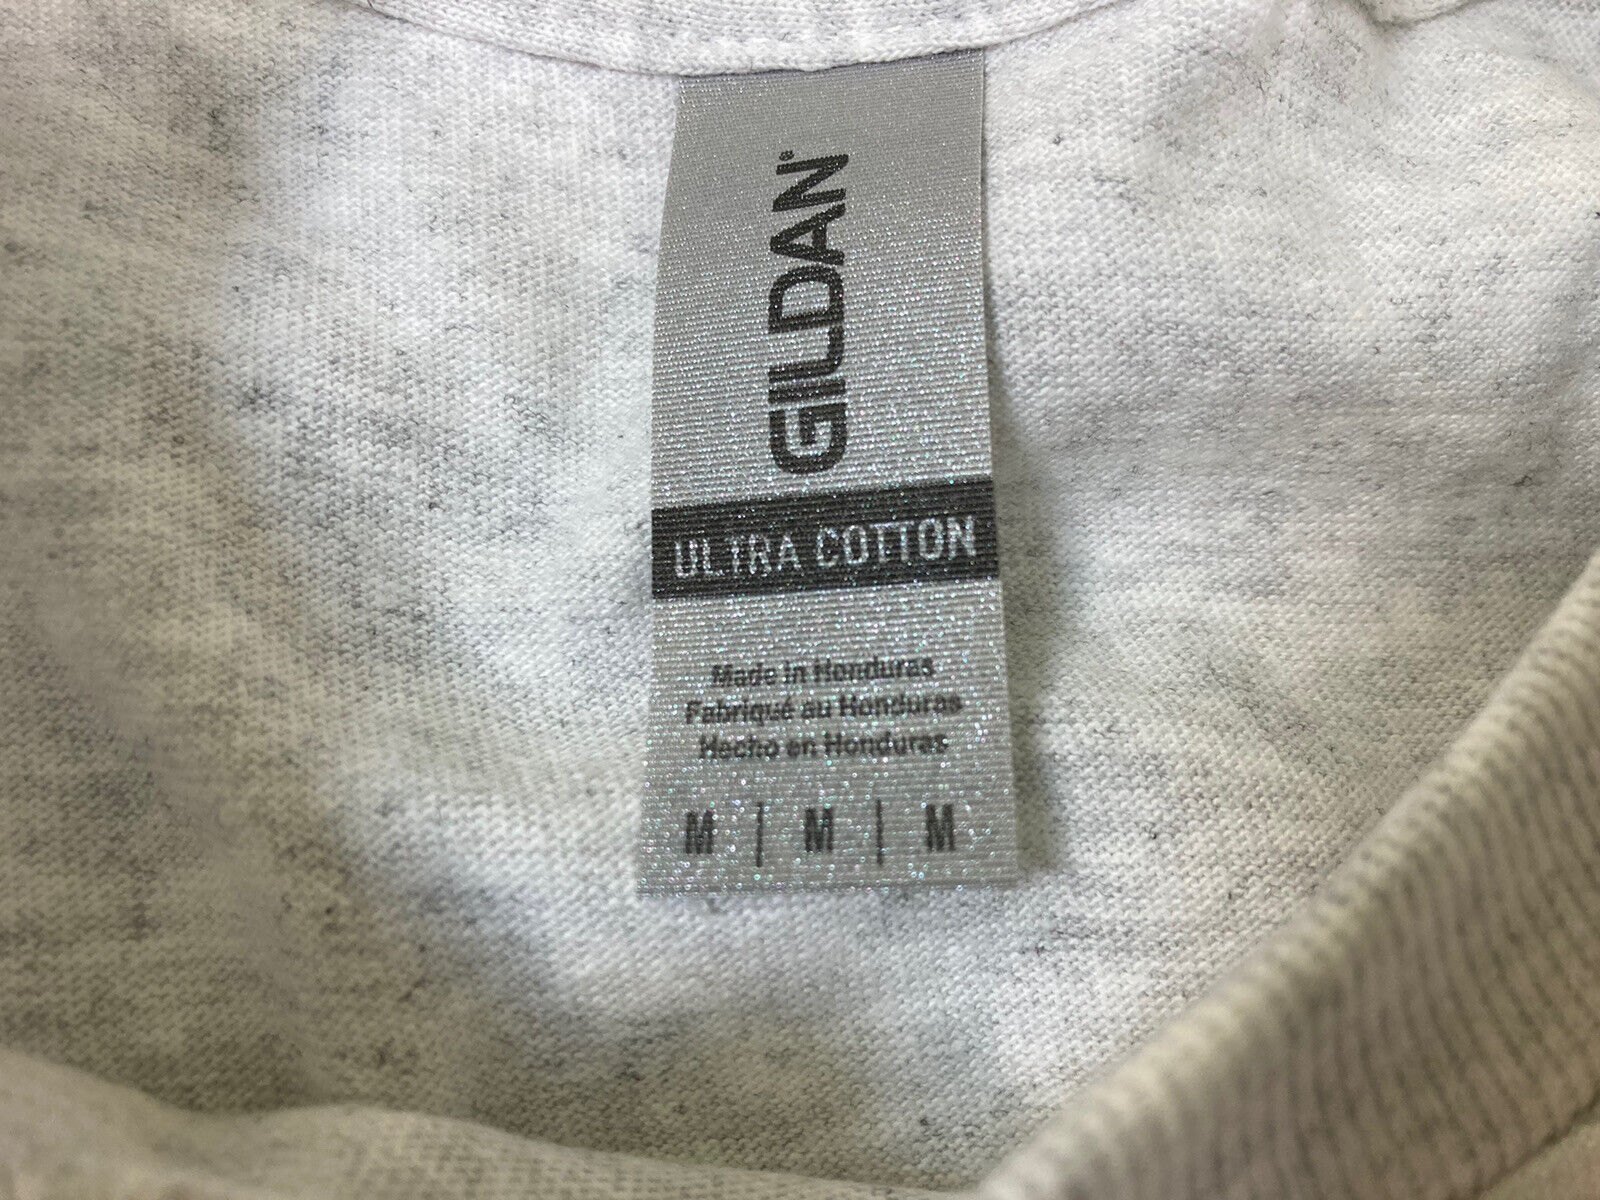 GILDAN®
ULTRA COTTON
Made in Honduras
Fabriqué au Honduras
Hecho en Honduras
M | M | M